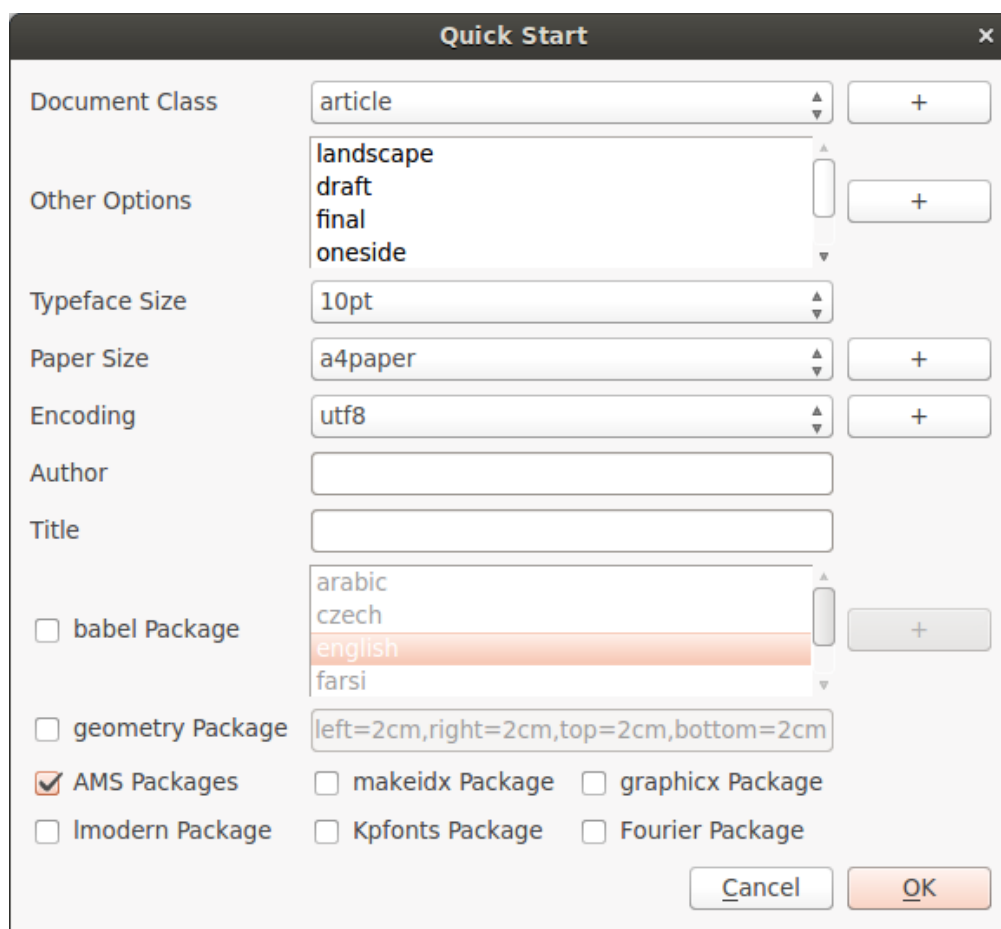 Quick Start
Document Class article +
landscape
draft
Other Options +
final
oneside
Typeface Size 10pt
Paper Size a4paper +
Encoding utf8 +
Author
Title
arabic
czech
babel Package +
english
farsi
geometry Package left=2cm,right=2cm,top=2cm,bottom=2cm
AMS Packages makeidx Package graphicx Package
lmodern Package Kpfonts Package Fourier Package
Cancel OK